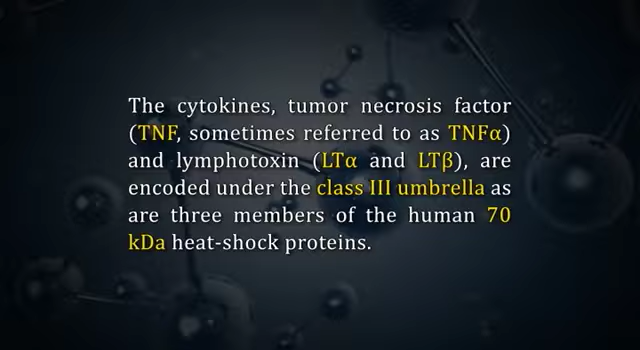 The cytokines, tumor necrosis factor
(TNF, sometimes referred to as TNFα)
and lymphotoxin (LTα and LTβ), are
encoded under the class III umbrella as
are three members of the human 70
kDa heat-shock proteins.